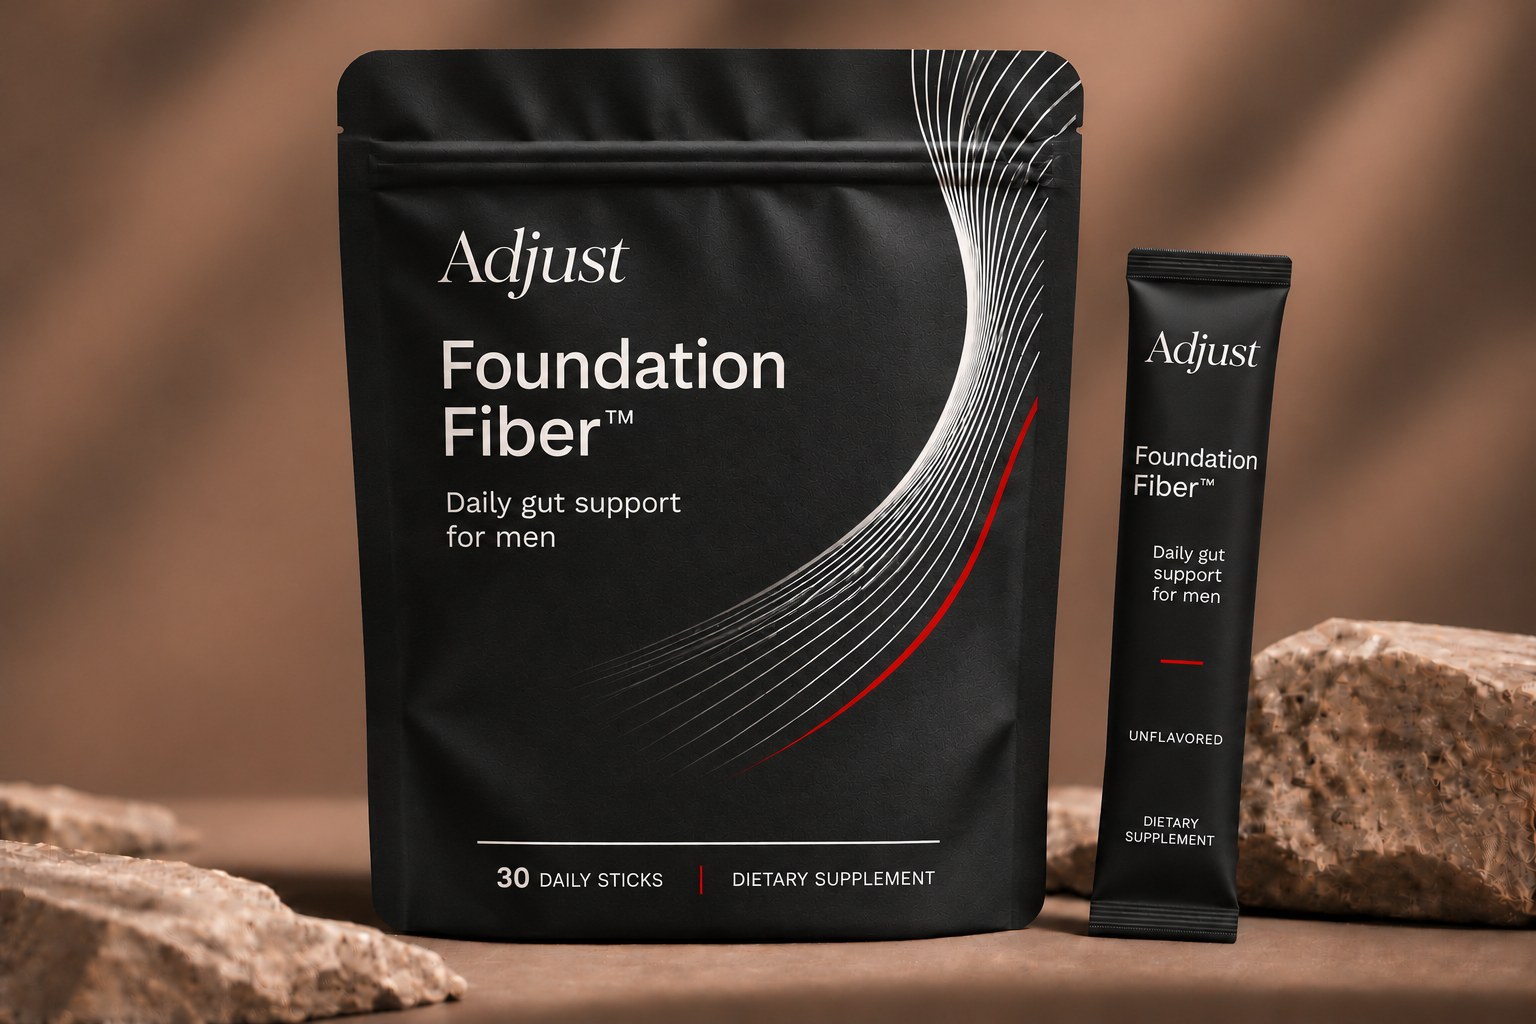 Adjust
Foundation
Fiber™
Daily gut support
for men
30 DAILY STICKS | DIETARY SUPPLEMENT
Adjust
Foundation
Fiber™
Daily gut
support
for men
UNFLAVORED
DIETARY
SUPPLEMENT